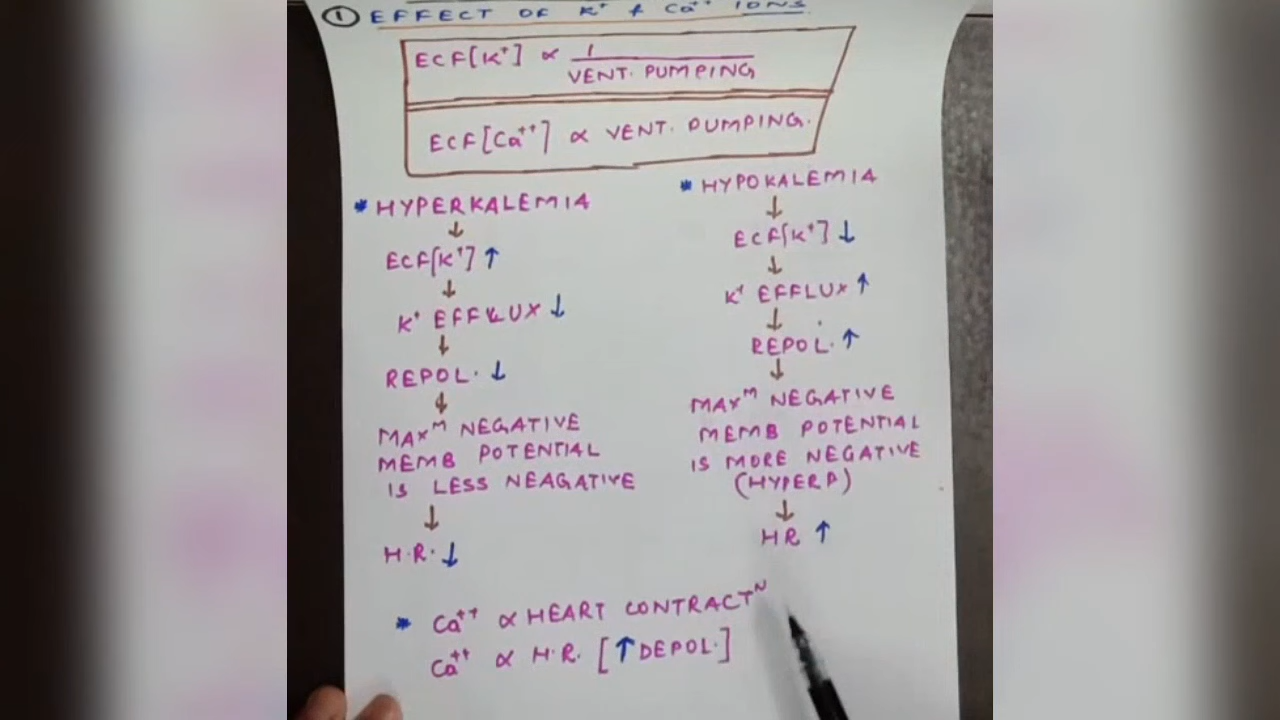 ① EFFECT OF K⁺ & Ca⁺⁺ IONS
ECF[K⁺] ∝ 1
VENT. PUMPING
ECF[Ca⁺⁺] ∝ VENT. PUMPING.
* HYPERKALEMIA
↓
ECF[K⁺] ↑
↓
K⁺ EFFLUX ↓
↓
REPOL. ↓
↓
MAXᵐ NEGATIVE
MEMB POTENTIAL
IS LESS NEAGATIVE
↓
H.R. ↓
* HYPOKALEMIA
↓
ECF[K⁺] ↓
↓
K⁺ EFFLUX ↑
↓
REPOL. ↑
↓
MAXᵐ NEGATIVE
MEMB POTENTIAL
IS MORE NEGATIVE
(HYPERP)
↓
HR ↑
* Ca⁺⁺ ∝ HEART CONTRACTᴺ
Ca⁺⁺ ∝ H.R. [↑DEPOL.]